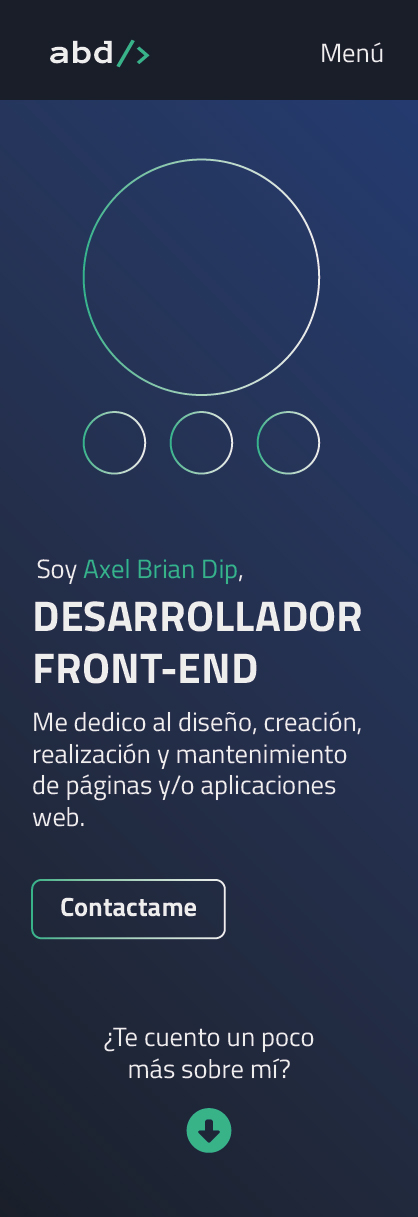 abd/>
Menú
Soy Axel Brian Dip,
DESARROLLADOR
FRONT-END
Me dedico al diseño, creación,
realización y mantenimiento
de páginas y/o aplicaciones
web.
Contactame
¿Te cuento un poco
más sobre mí?